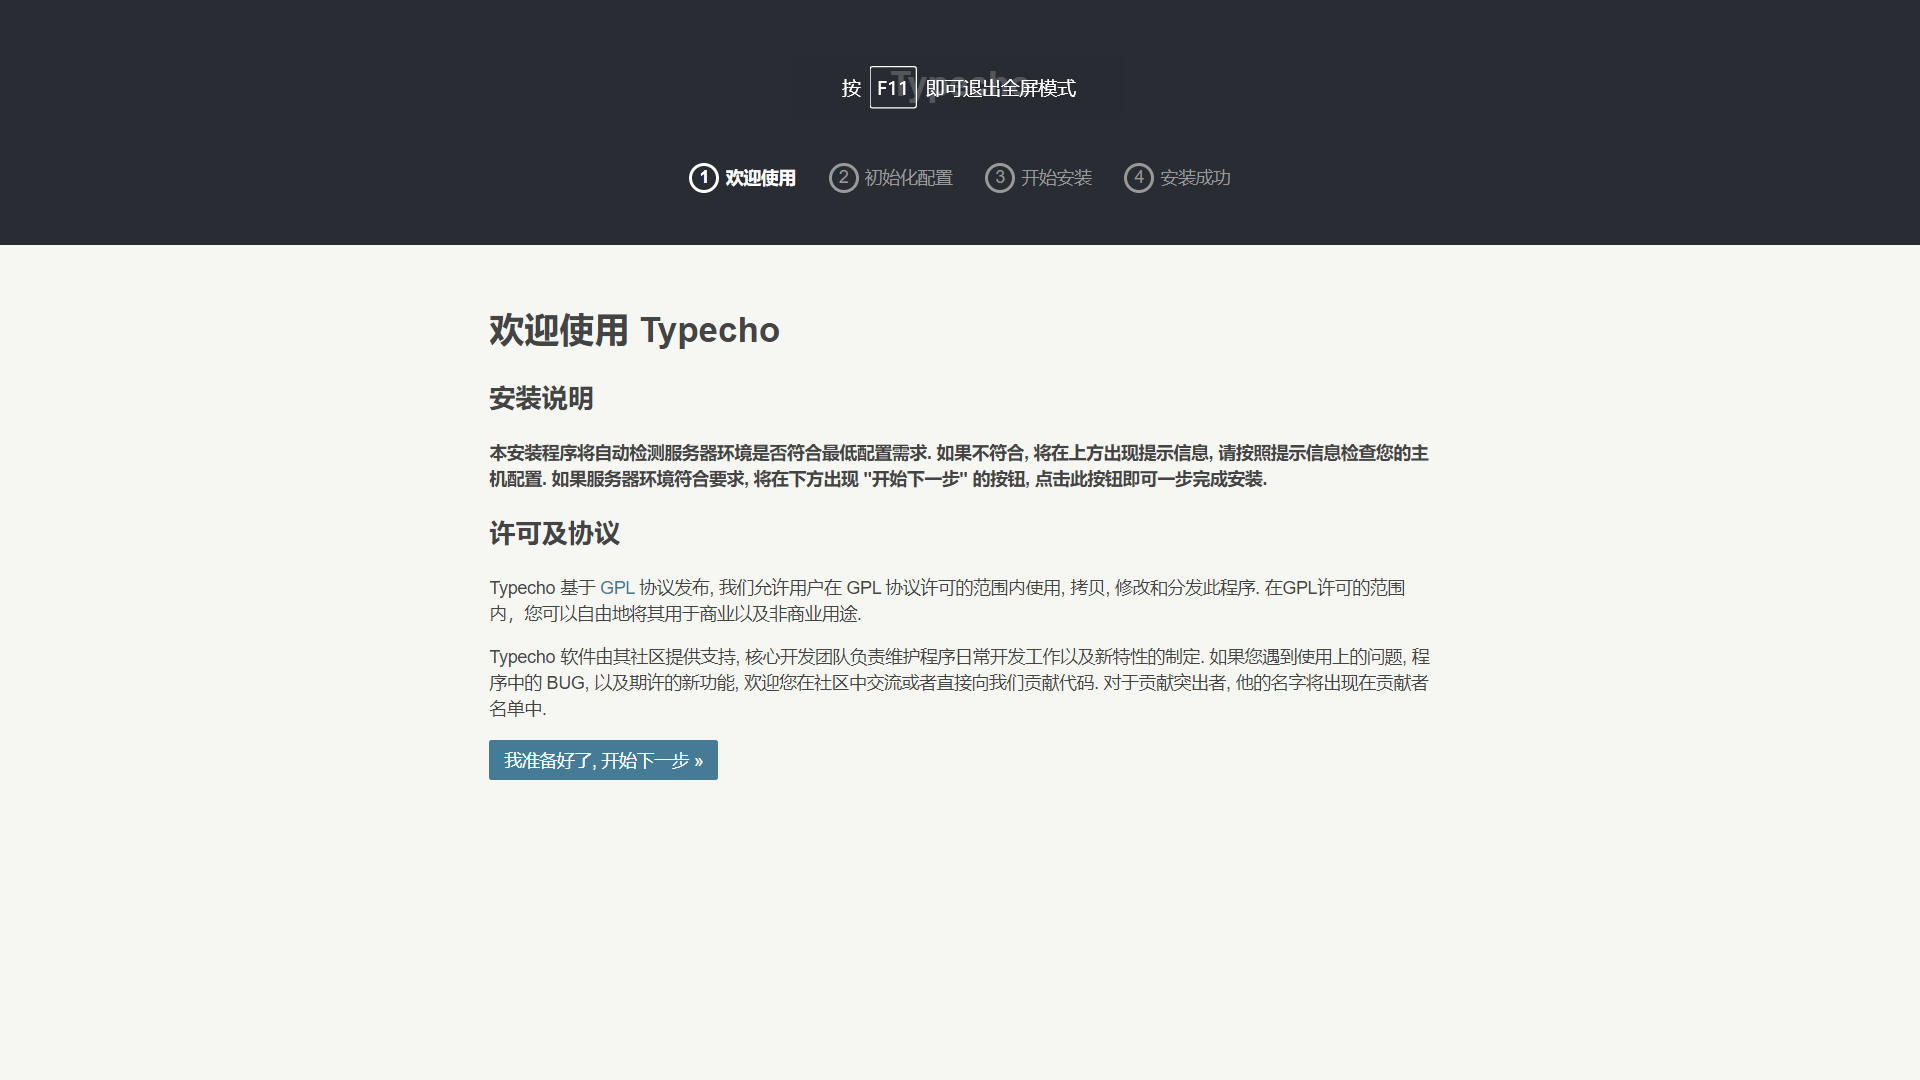 Typecho
按 F11 即可退出全屏模式
1 欢迎使用 2 初始化配置 3 开始安装 4 安装成功
欢迎使用 Typecho
安装说明
本安装程序将自动检测服务器环境是否符合最低配置需求. 如果不符合, 将在上方出现提示信息, 请按照提示信息检查您的主
机配置. 如果服务器环境符合要求, 将在下方出现 "开始下一步" 的按钮, 点击此按钮即可一步完成安装.
许可及协议
Typecho 基于 GPL 协议发布, 我们允许用户在 GPL 协议许可的范围内使用, 拷贝, 修改和分发此程序. 在GPL许可的范围
内，您可以自由地将其用于商业以及非商业用途.
Typecho 软件由其社区提供支持, 核心开发团队负责维护程序日常开发工作以及新特性的制定. 如果您遇到使用上的问题, 程
序中的 BUG, 以及期许的新功能, 欢迎您在社区中交流或者直接向我们贡献代码. 对于贡献突出者, 他的名字将出现在贡献者
名单中.
我准备好了, 开始下一步 »